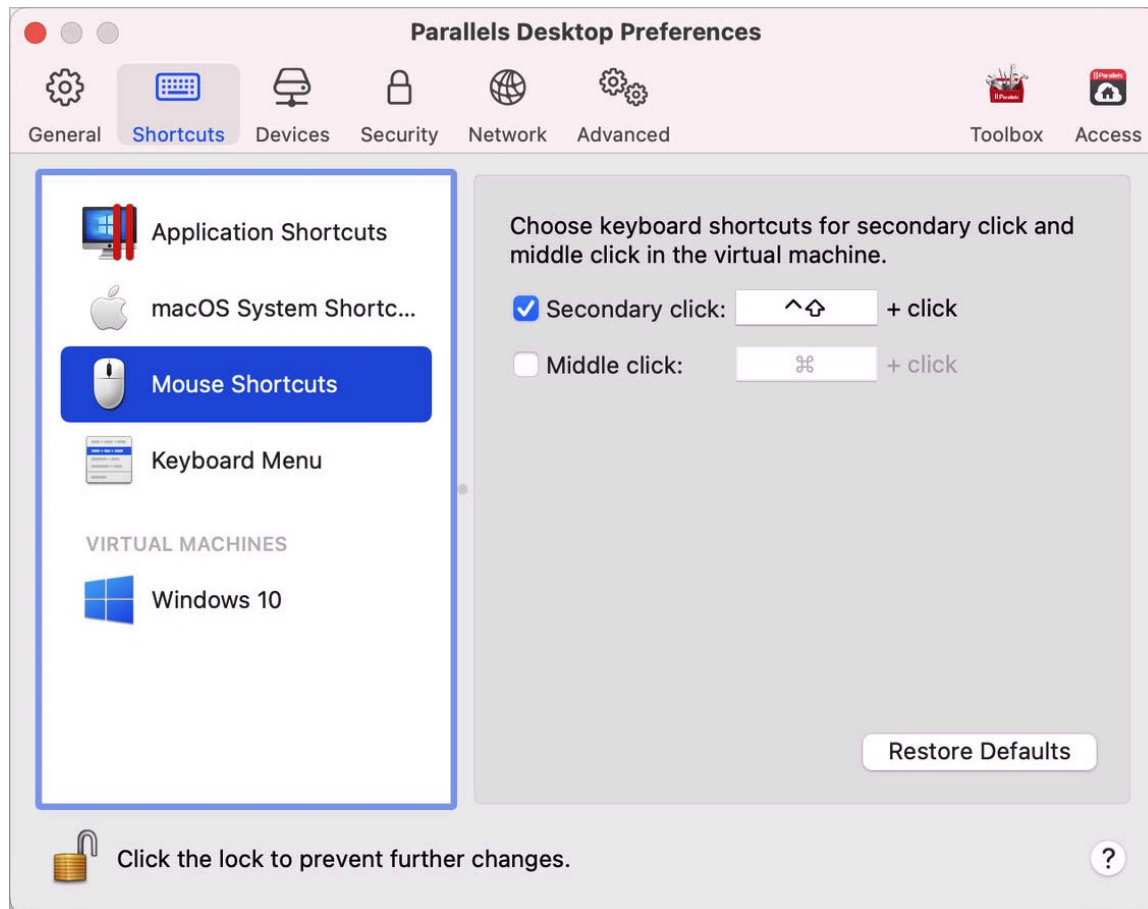 Parallels Desktop Preferences
General Shortcuts Devices Security Network Advanced Toolbox Access
Application Shortcuts
macOS System Shortc...
Mouse Shortcuts
Keyboard Menu
VIRTUAL MACHINES
Windows 10
Choose keyboard shortcuts for secondary click and
middle click in the virtual machine.
Secondary click: ^⇧ + click
Middle click: ⌘ + click
Restore Defaults
Click the lock to prevent further changes.
?